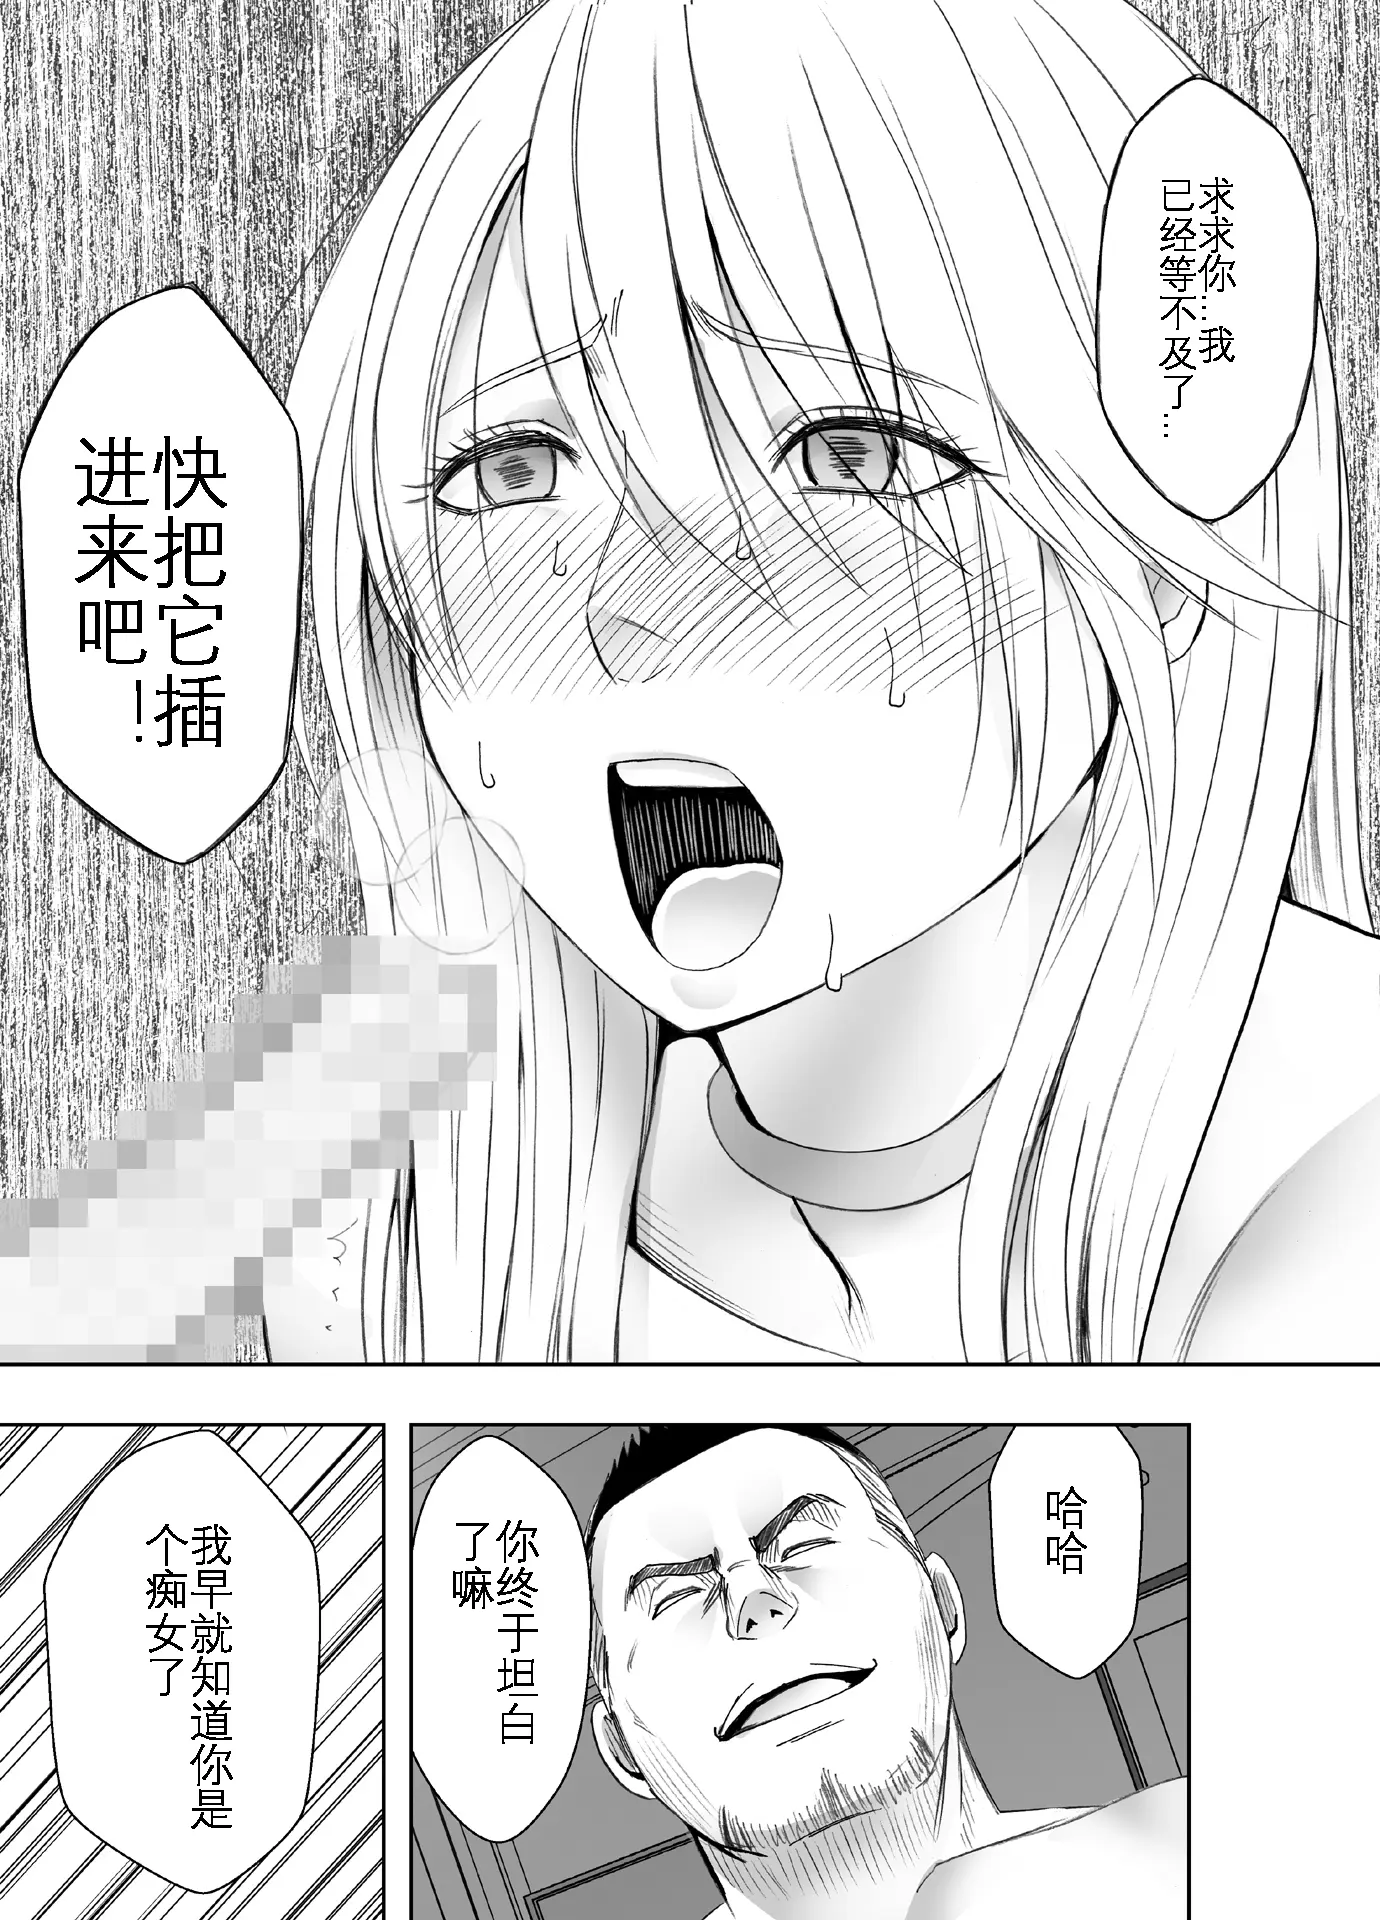 求求你…我
已经等不及了…
快把它插
进来吧！
哈哈
你终于坦白
了嘛
我早就知道你是
个痴女了